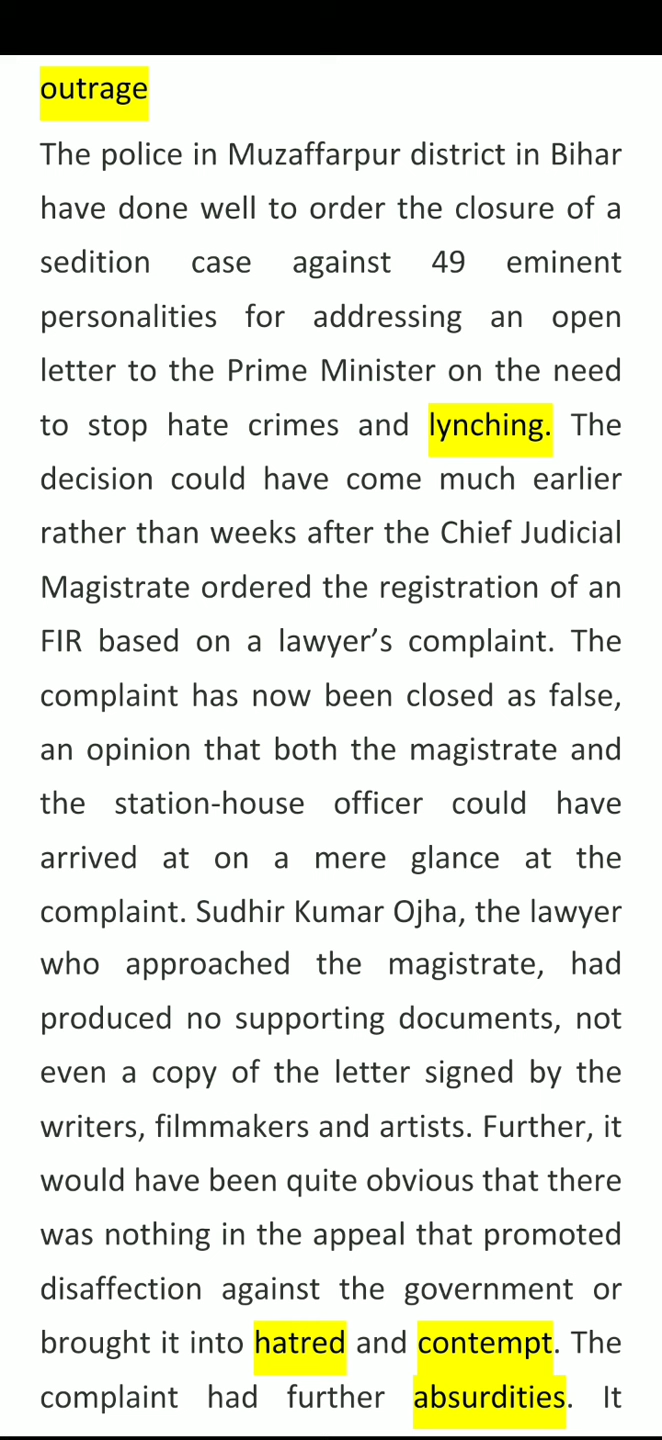 outrage
The police in Muzaffarpur district in Bihar
have done well to order the closure of a
sedition case against 49 eminent
personalities for addressing an open
letter to the Prime Minister on the need
to stop hate crimes and lynching. The
decision could have come much earlier
rather than weeks after the Chief Judicial
Magistrate ordered the registration of an
FIR based on a lawyer’s complaint. The
complaint has now been closed as false,
an opinion that both the magistrate and
the station-house officer could have
arrived at on a mere glance at the
complaint. Sudhir Kumar Ojha, the lawyer
who approached the magistrate, had
produced no supporting documents, not
even a copy of the letter signed by the
writers, filmmakers and artists. Further, it
would have been quite obvious that there
was nothing in the appeal that promoted
disaffection against the government or
brought it into hatred and contempt. The
complaint had further absurdities. It